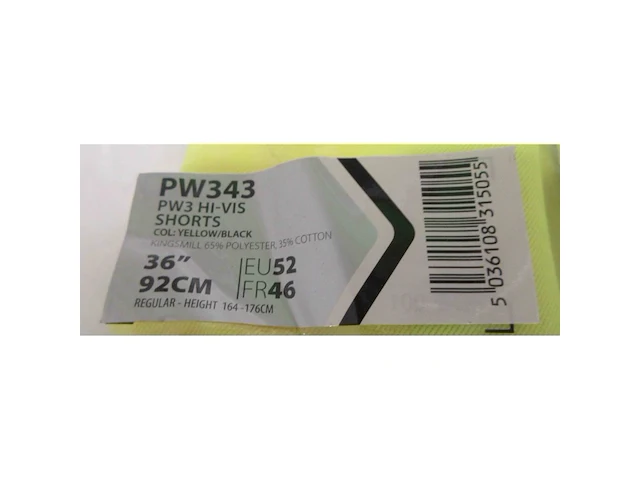 PW343
PW3 HI-VIS
SHORTS
COL: YELLOW/BLACK
KINGSMILL 65% POLYESTER, 35% COTTON
36”
92CM
EU52
FR46
REGULAR - HEIGHT 164 -176CM
5 036108 315055